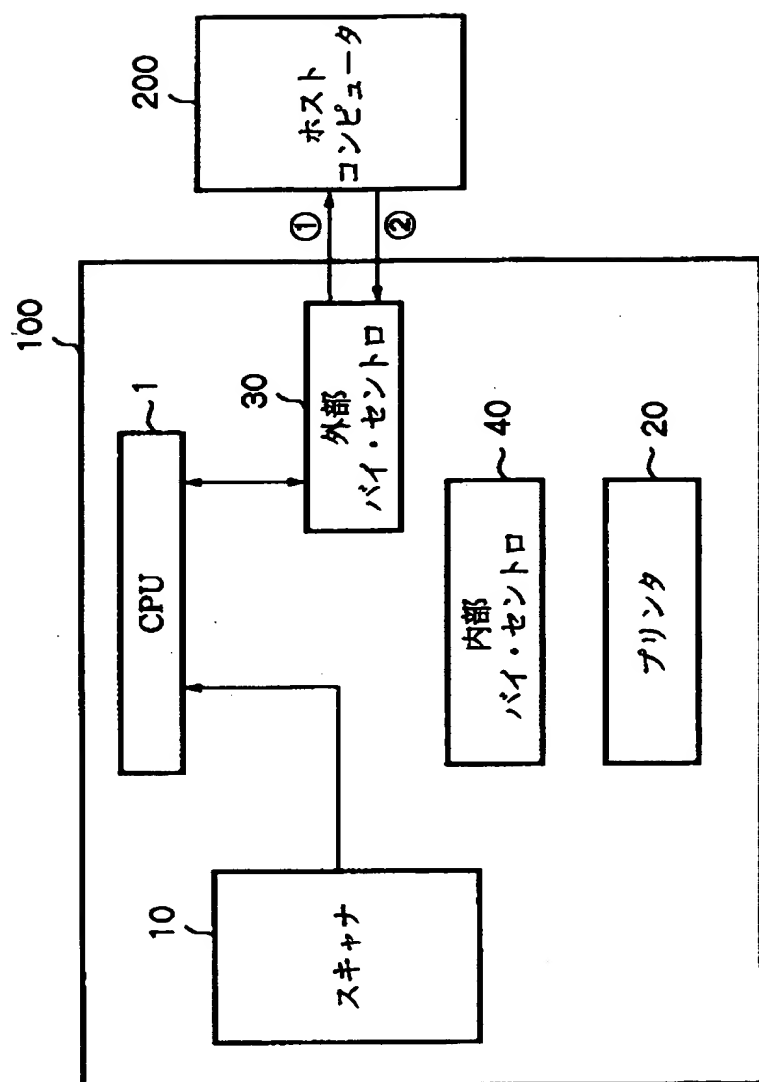 100
1
CPU
10
スキャナ
30
外部
バイ・セントロ
①
②
200
ホスト
コンピュータ
40
内部
バイ・セントロ
20
プリンタ